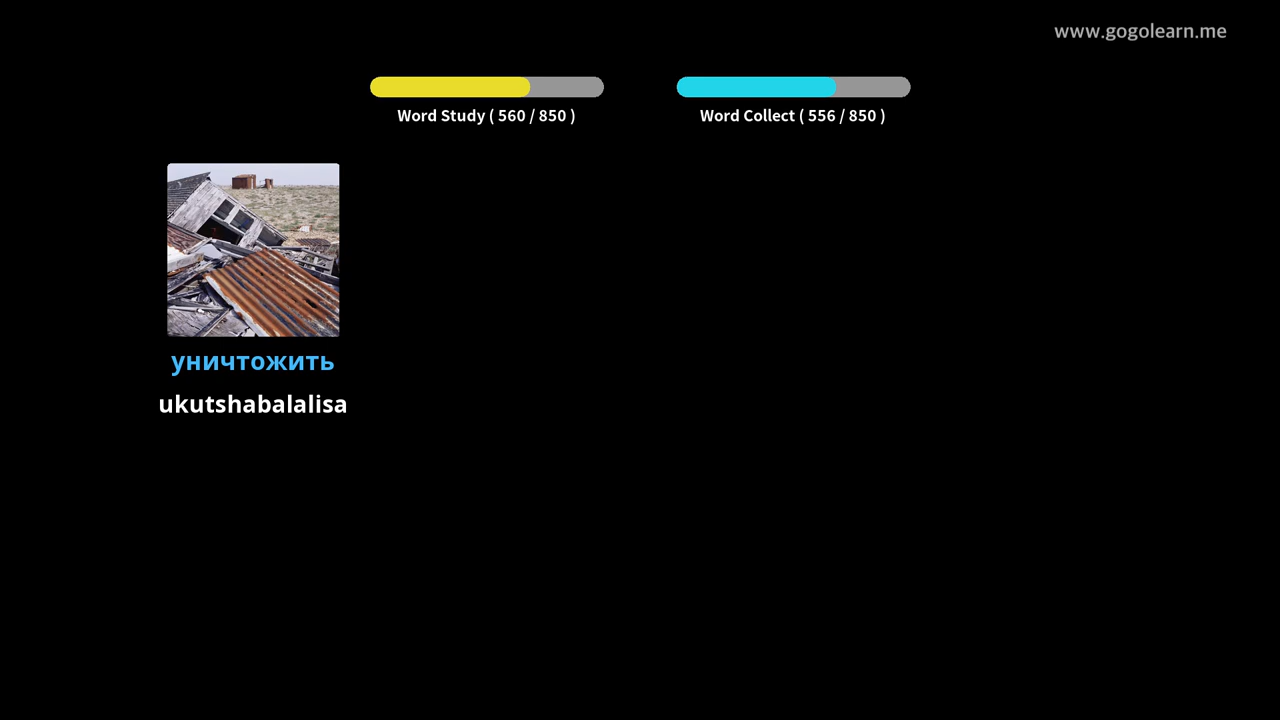 www.gogolearn.me
Word Study ( 560 / 850 )
Word Collect ( 556 / 850 )
уничтожить
ukutshabalalisa